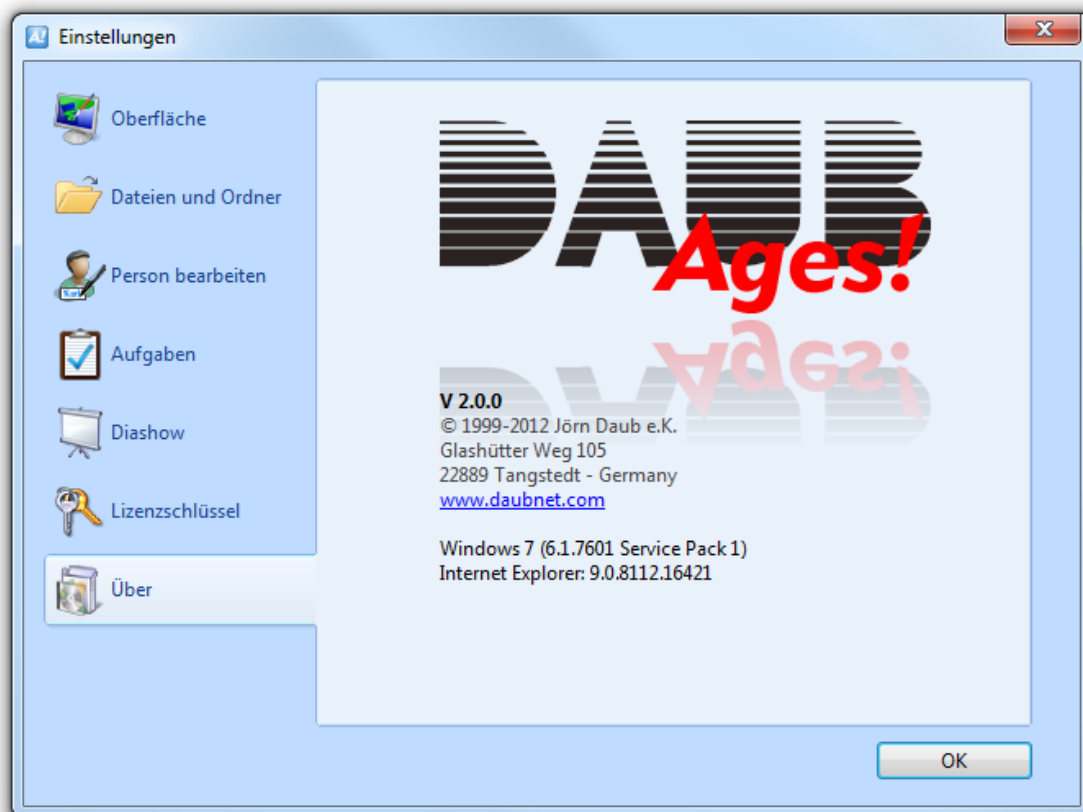 A! Einstellungen
Oberfläche
Dateien und Ordner
Person bearbeiten
Karl
Aufgaben
Diashow
Lizenzschlüssel
Über
DAUB
Ages!
V 2.0.0
© 1999-2012 Jörn Daub e.K.
Glashütter Weg 105
22889 Tangstedt - Germany
www.daubnet.com
Windows 7 (6.1.7601 Service Pack 1)
Internet Explorer: 9.0.8112.16421
OK